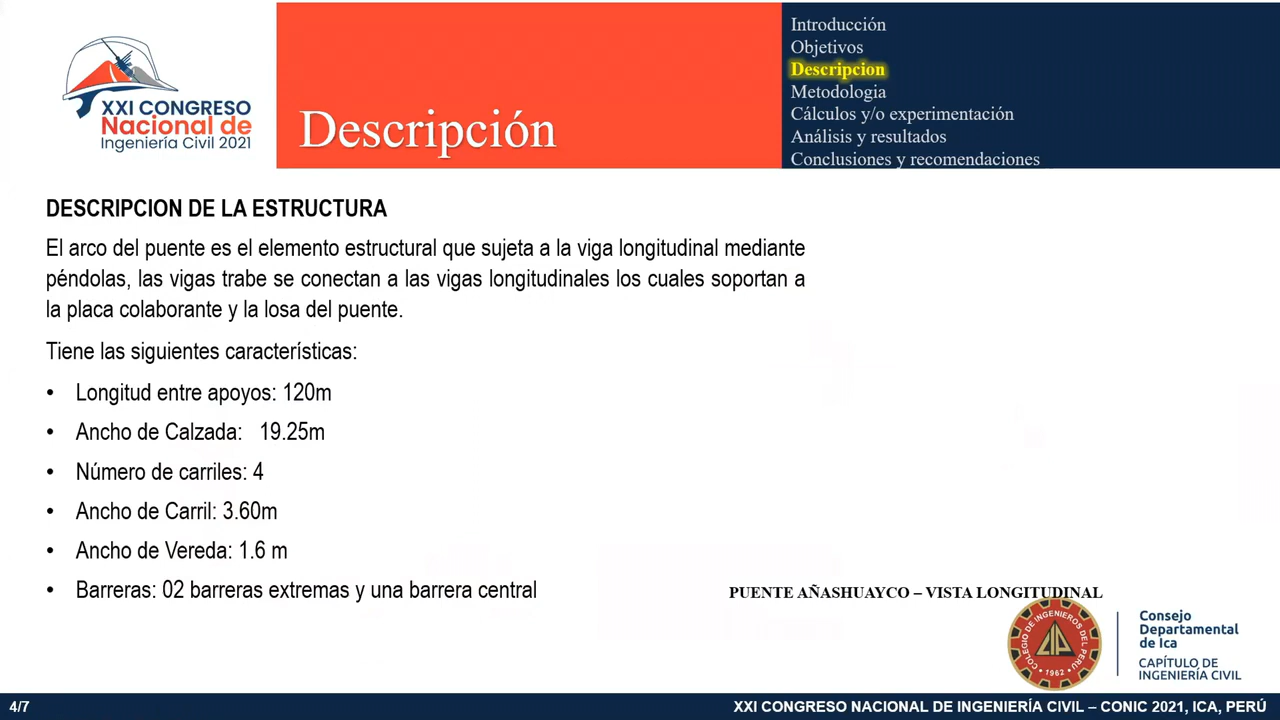 XXI CONGRESO
Nacional de
Ingeniería Civil 2021
Descripción
Introducción
Objetivos
Descripcion
Metodologia
Cálculos y/o experimentación
Análisis y resultados
Conclusiones y recomendaciones
DESCRIPCION DE LA ESTRUCTURA
El arco del puente es el elemento estructural que sujeta a la viga longitudinal mediante
péndolas, las vigas trabe se conectan a las vigas longitudinales los cuales soportan a
la placa colaborante y la losa del puente.
Tiene las siguientes características:
• Longitud entre apoyos: 120m
• Ancho de Calzada: 19.25m
• Número de carriles: 4
• Ancho de Carril: 3.60m
• Ancho de Vereda: 1.6 m
• Barreras: 02 barreras extremas y una barrera central
PUENTE AÑASHUAYCO – VISTA LONGITUDINAL
COLEGIO DE INGENIEROS DEL PERU
CIP
• 1962 •
Consejo
Departamental
de Ica
CAPÍTULO DE
INGENIERÍA CIVIL
4/7
XXI CONGRESO NACIONAL DE INGENIERÍA CIVIL – CONIC 2021, ICA, PERÚ